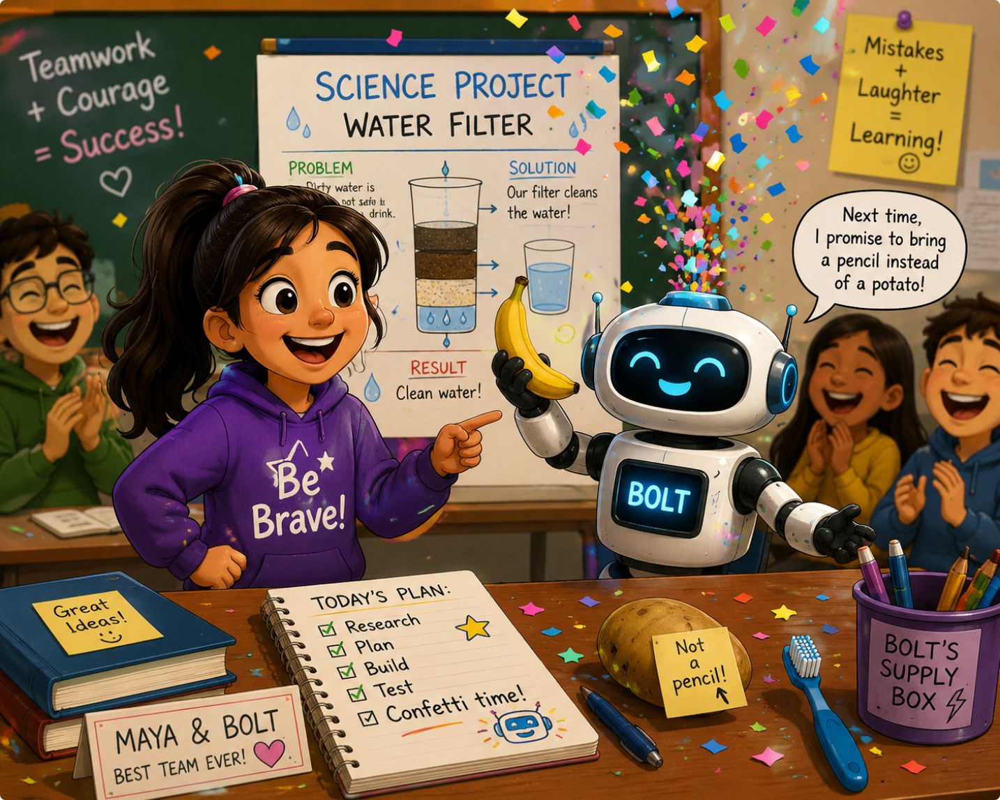 Teamwork
+ Courage
= Success!
SCIENCE PROJECT
WATER FILTER
PROBLEM
Dirty water is
not safe to
drink.
SOLUTION
Our filter cleans
the water!
RESULT
Clean water!
Mistakes
+
Laughter
=
Learning!
Next time,
I promise to bring
a pencil instead
of a potato!
Be
Brave!
BOLT
Great
Ideas!
MAYA & BOLT
BEST TEAM EVER!
TODAY'S PLAN:
Research
Plan
Build
Test
Confetti time!
Not
a
pencil!
BOLT'S
SUPPLY
BOX